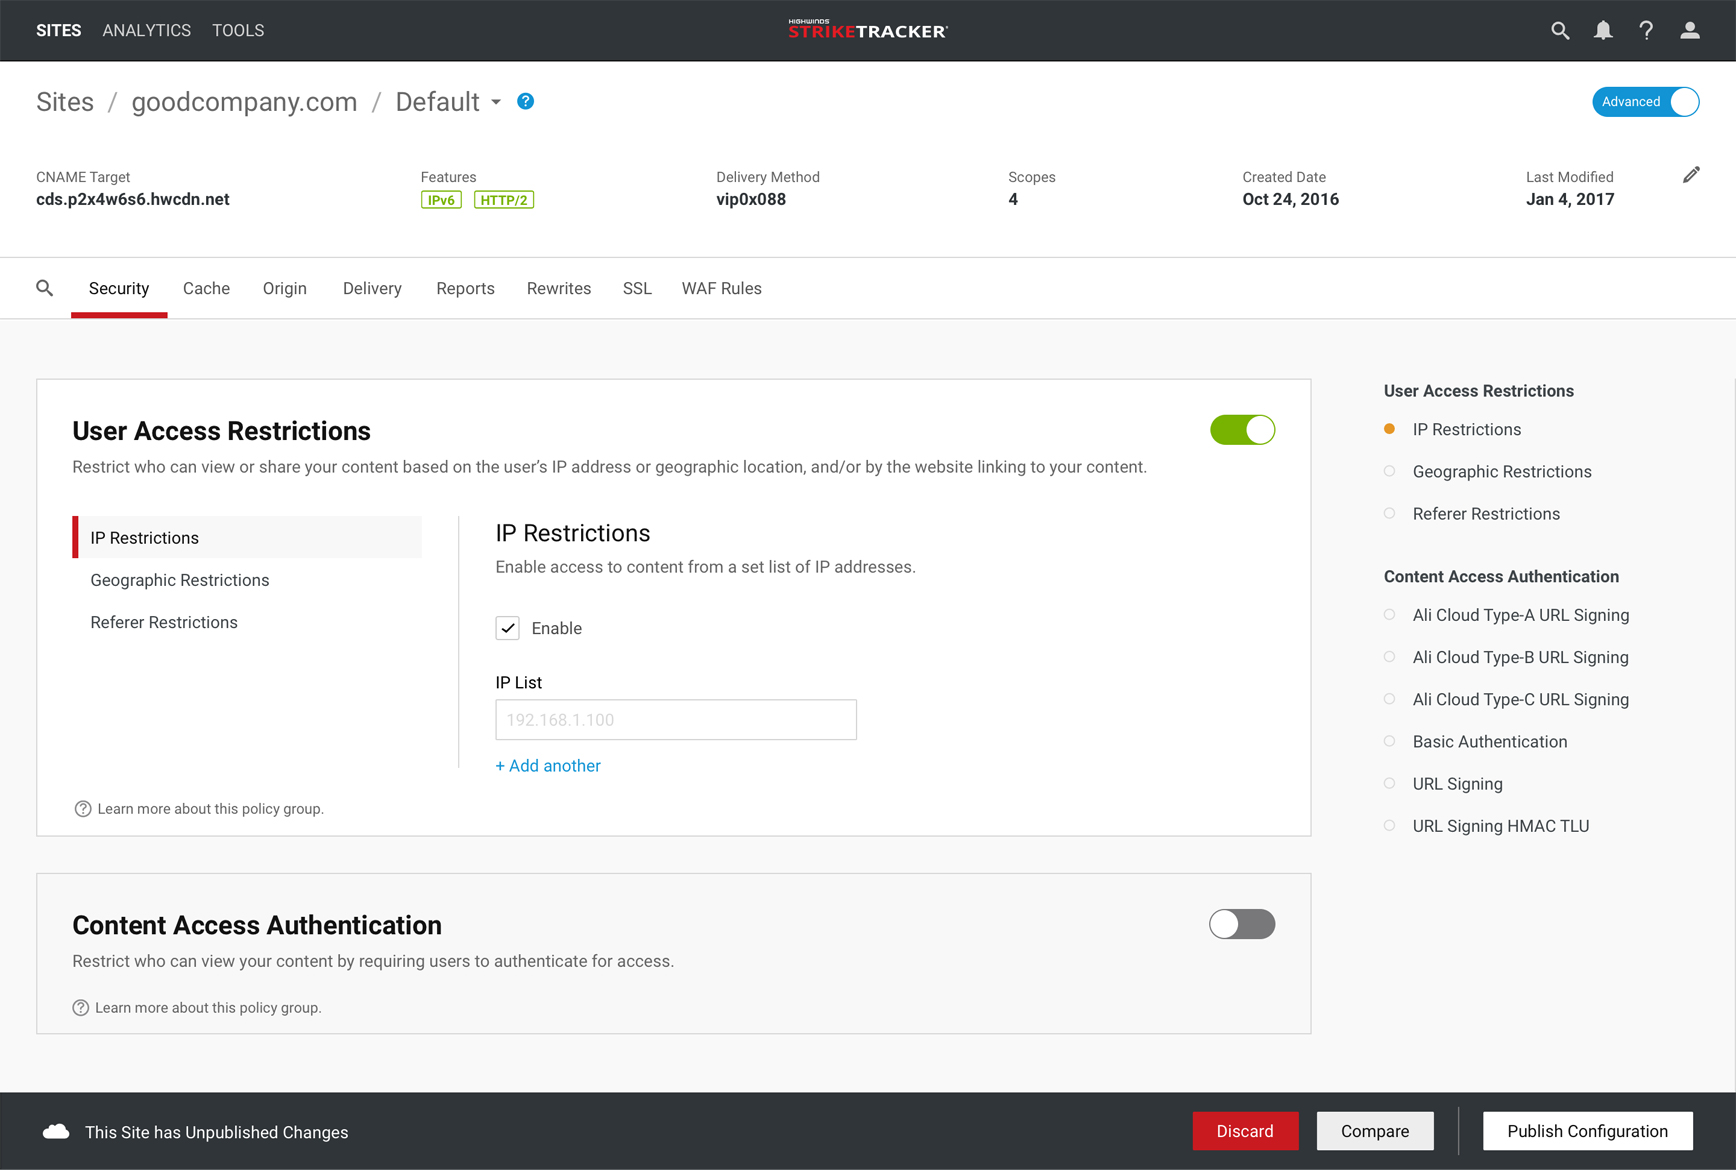 SITES ANALYTICS TOOLS
HIGHWINDS
STRIKETRACKER
Sites / goodcompany.com / Default
Advanced
CNAME Target
cds.p2x4w6s6.hwcdn.net
Features
IPv6 HTTP/2
Delivery Method
vip0x088
Scopes
4
Created Date
Oct 24, 2016
Last Modified
Jan 4, 2017
Security Cache Origin Delivery Reports Rewrites SSL WAF Rules
User Access Restrictions
Restrict who can view or share your content based on the user’s IP address or geographic location, and/or by the website linking to your content.
IP Restrictions
Geographic Restrictions
Referer Restrictions
IP Restrictions
Enable access to content from a set list of IP addresses.
Enable
IP List
192.168.1.100
+ Add another
? Learn more about this policy group.
Content Access Authentication
Restrict who can view your content by requiring users to authenticate for access.
? Learn more about this policy group.
User Access Restrictions
IP Restrictions
Geographic Restrictions
Referer Restrictions
Content Access Authentication
Ali Cloud Type-A URL Signing
Ali Cloud Type-B URL Signing
Ali Cloud Type-C URL Signing
Basic Authentication
URL Signing
URL Signing HMAC TLU
This Site has Unpublished Changes
Discard
Compare
Publish Configuration